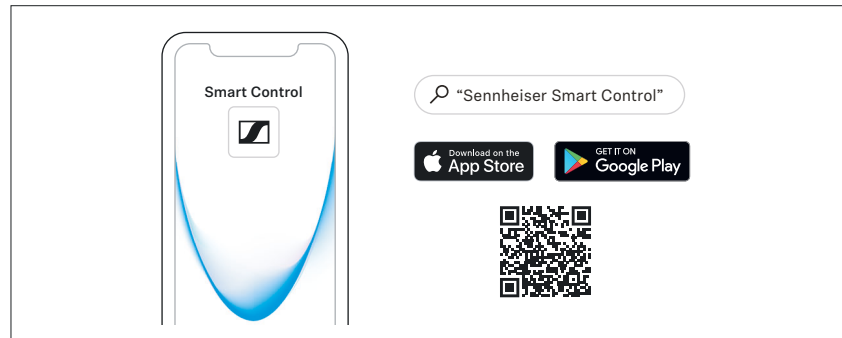 Smart Control
“Sennheiser Smart Control”
Download on the
App Store
GET IT ON
Google Play